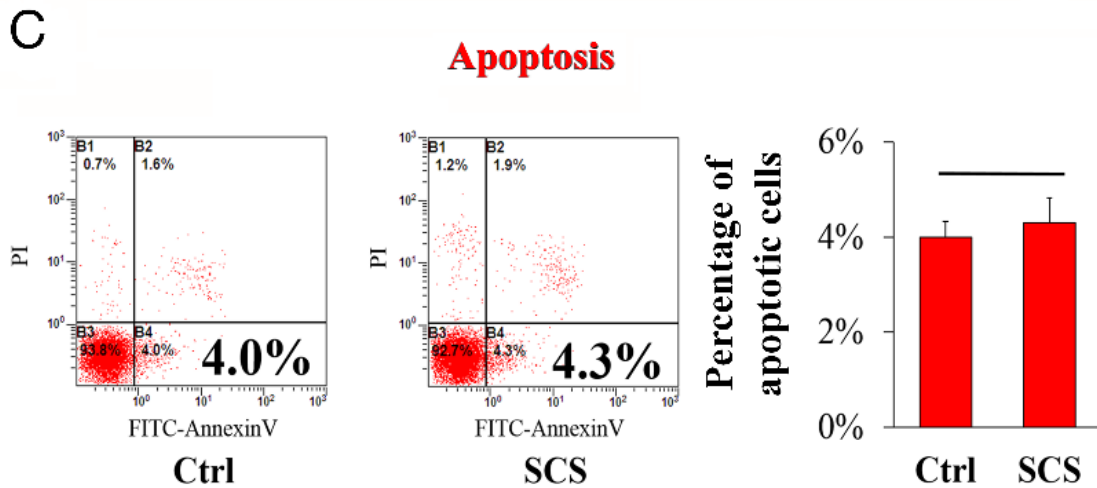 C
Apoptosis
10³
10²
10¹
10⁰
PI
B1
0.7%
B2
1.6%
B3
93.8%
B4
4.0%
4.0%
10⁰ 10¹ 10² 10³
FITC-AnnexinV
Ctrl
10³
10²
10¹
10⁰
PI
B1
1.2%
B2
1.9%
B3
92.7%
B4
4.3%
4.3%
10⁰ 10¹ 10² 10³
FITC-AnnexinV
SCS
Percentage of
apoptotic cells
6%
4%
2%
0%
Ctrl SCS